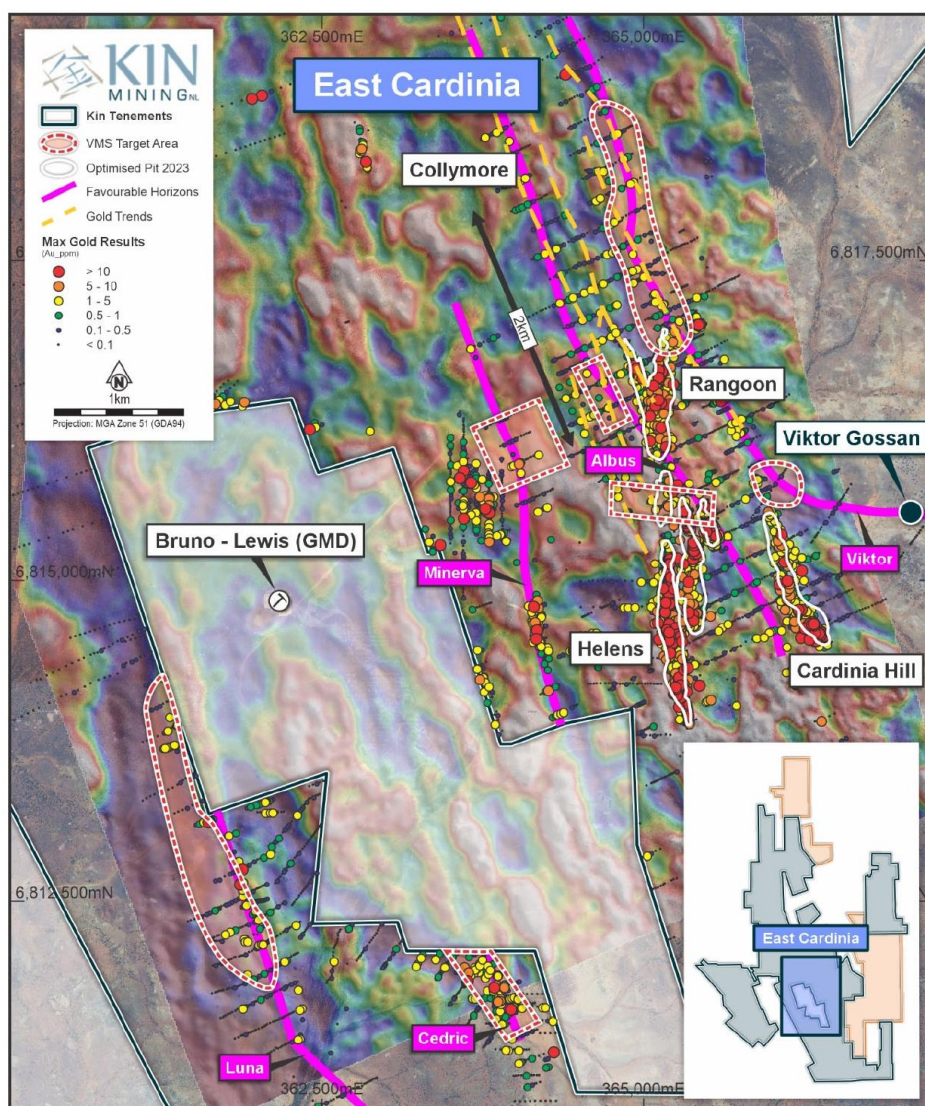 362,500mE
365,000mE
KIN
MINING NL
Kin Tenements
VMS Target Area
Optimised Pit 2023
Favourable Horizons
Gold Trends
Max Gold Results
(Au_ppm)
> 10
5 - 10
1 - 5
0.5 - 1
0.1 - 0.5
< 0.1
N
1km
Projection: MGA Zone 51 (GDA94)
East Cardinia
Collymore
6,817,500mN
2km
Rangoon
Viktor Gossan
Albus
Bruno - Lewis (GMD)
Viktor
Minerva
6,815,000mN
Helens
Cardinia Hill
6,812,500mN
East Cardinia
Cedric
Luna
362,500mE
365,000mE